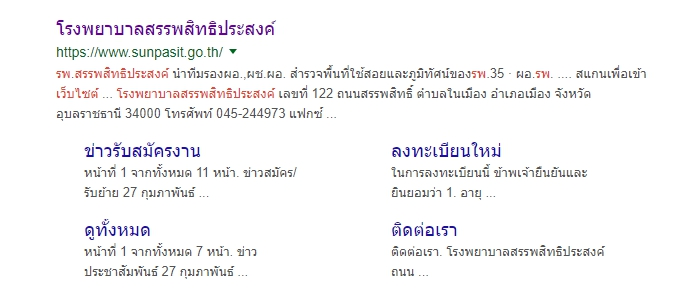 โรงพยาบาลสรรพสิทธิประสงค์
https://www.sunpasit.go.th/
รพ.สรรพสิทธิประสงค์ นำทีมรองผอ.,ผช.ผอ. สำรวจพื้นที่ใช้สอยและภูมิทัศน์ของรพ.35 · ผอ.รพ. .... สแกนเพื่อเข้า
เว็บไซต์ ... โรงพยาบาลสรรพสิทธิประสงค์ เลขที่ 122 ถนนสรรพสิทธิ์ ตำบลในเมือง อำเภอเมือง จังหวัด
อุบลราชธานี 34000 โทรศัพท์ 045-244973 แฟกซ์ ...
ข่าวรับสมัครงาน
หน้าที่ 1 จากทั้งหมด 11 หน้า. ข่าวสมัคร/
รับย้าย 27 กุมภาพันธ์ ...
ลงทะเบียนใหม่
ในการลงทะเบียนนี้ ข้าพเจ้ายืนยันและ
ยินยอมว่า 1. อายุ ...
ดูทั้งหมด
หน้าที่ 1 จากทั้งหมด 7 หน้า. ข่าว
ประชาสัมพันธ์ 27 กุมภาพันธ์ ...
ติดต่อเรา
ติดต่อเรา. โรงพยาบาลสรรพสิทธิประสงค์
ถนน ...